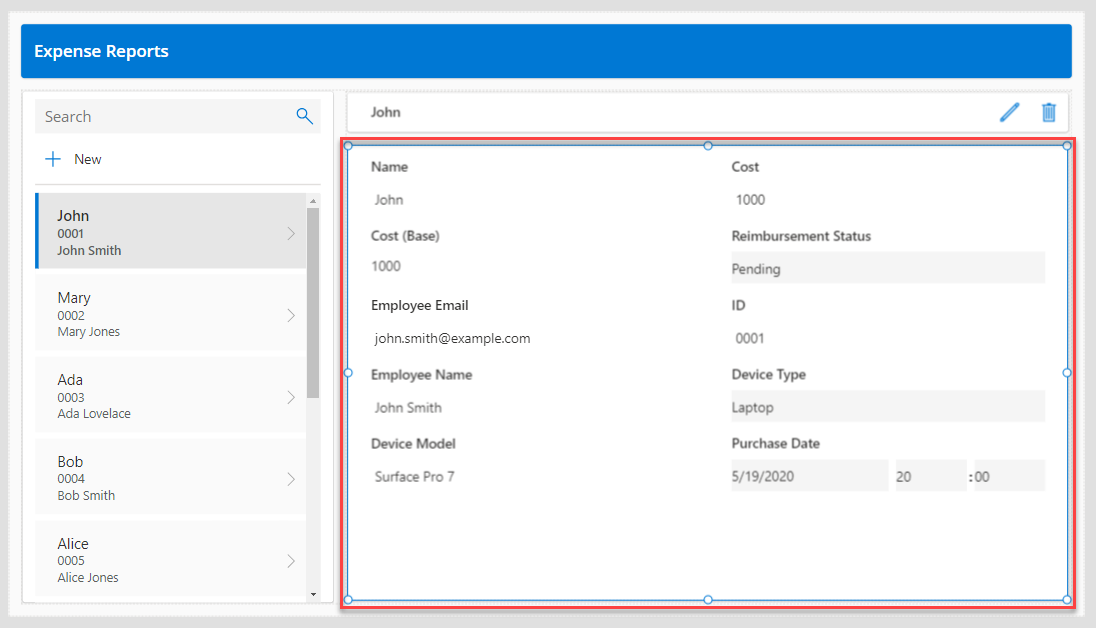 Expense Reports
Search
New
John
0001
John Smith
Mary
0002
Mary Jones
Ada
0003
Ada Lovelace
Bob
0004
Bob Smith
Alice
0005
Alice Jones
John
Name Cost
John 1000
Cost (Base) Reimbursement Status
1000 Pending
Employee Email ID
john.smith@example.com 0001
Employee Name Device Type
John Smith Laptop
Device Model Purchase Date
Surface Pro 7 5/19/2020 20 :00